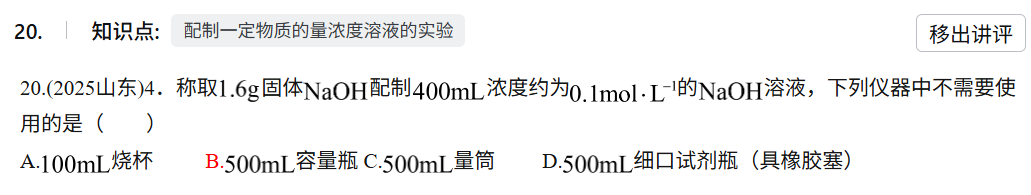 20. 知识点: 配制一定物质的量浓度溶液的实验 移出讲评
20.(2025山东)4．称取1.6g固体NaOH配制400mL浓度约为0.1mol·L⁻¹的NaOH溶液，下列仪器中不需要使
用的是（　　）
A.100mL烧杯 B.500mL容量瓶 C.500mL量筒 D.500mL细口试剂瓶（具橡胶塞）